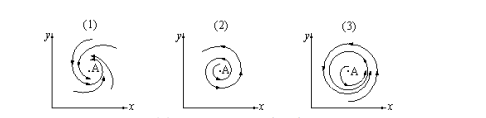 (1) (2) (3)
y y y
A A A
x x x